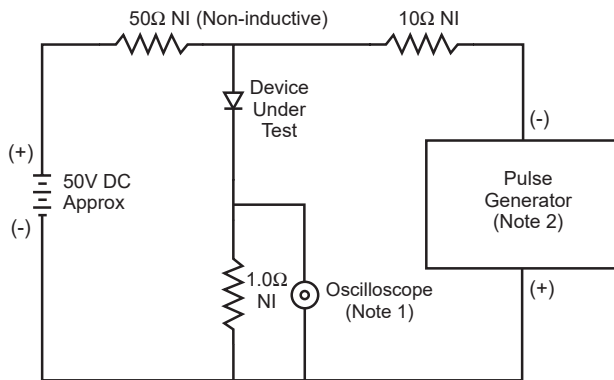 50Ω NI (Non-inductive)
10Ω NI
Device
Under
Test
(-)
(+)
50V DC
Approx
(-)
Pulse
Generator
(Note 2)
1.0Ω
NI
Oscilloscope
(Note 1)
(+)